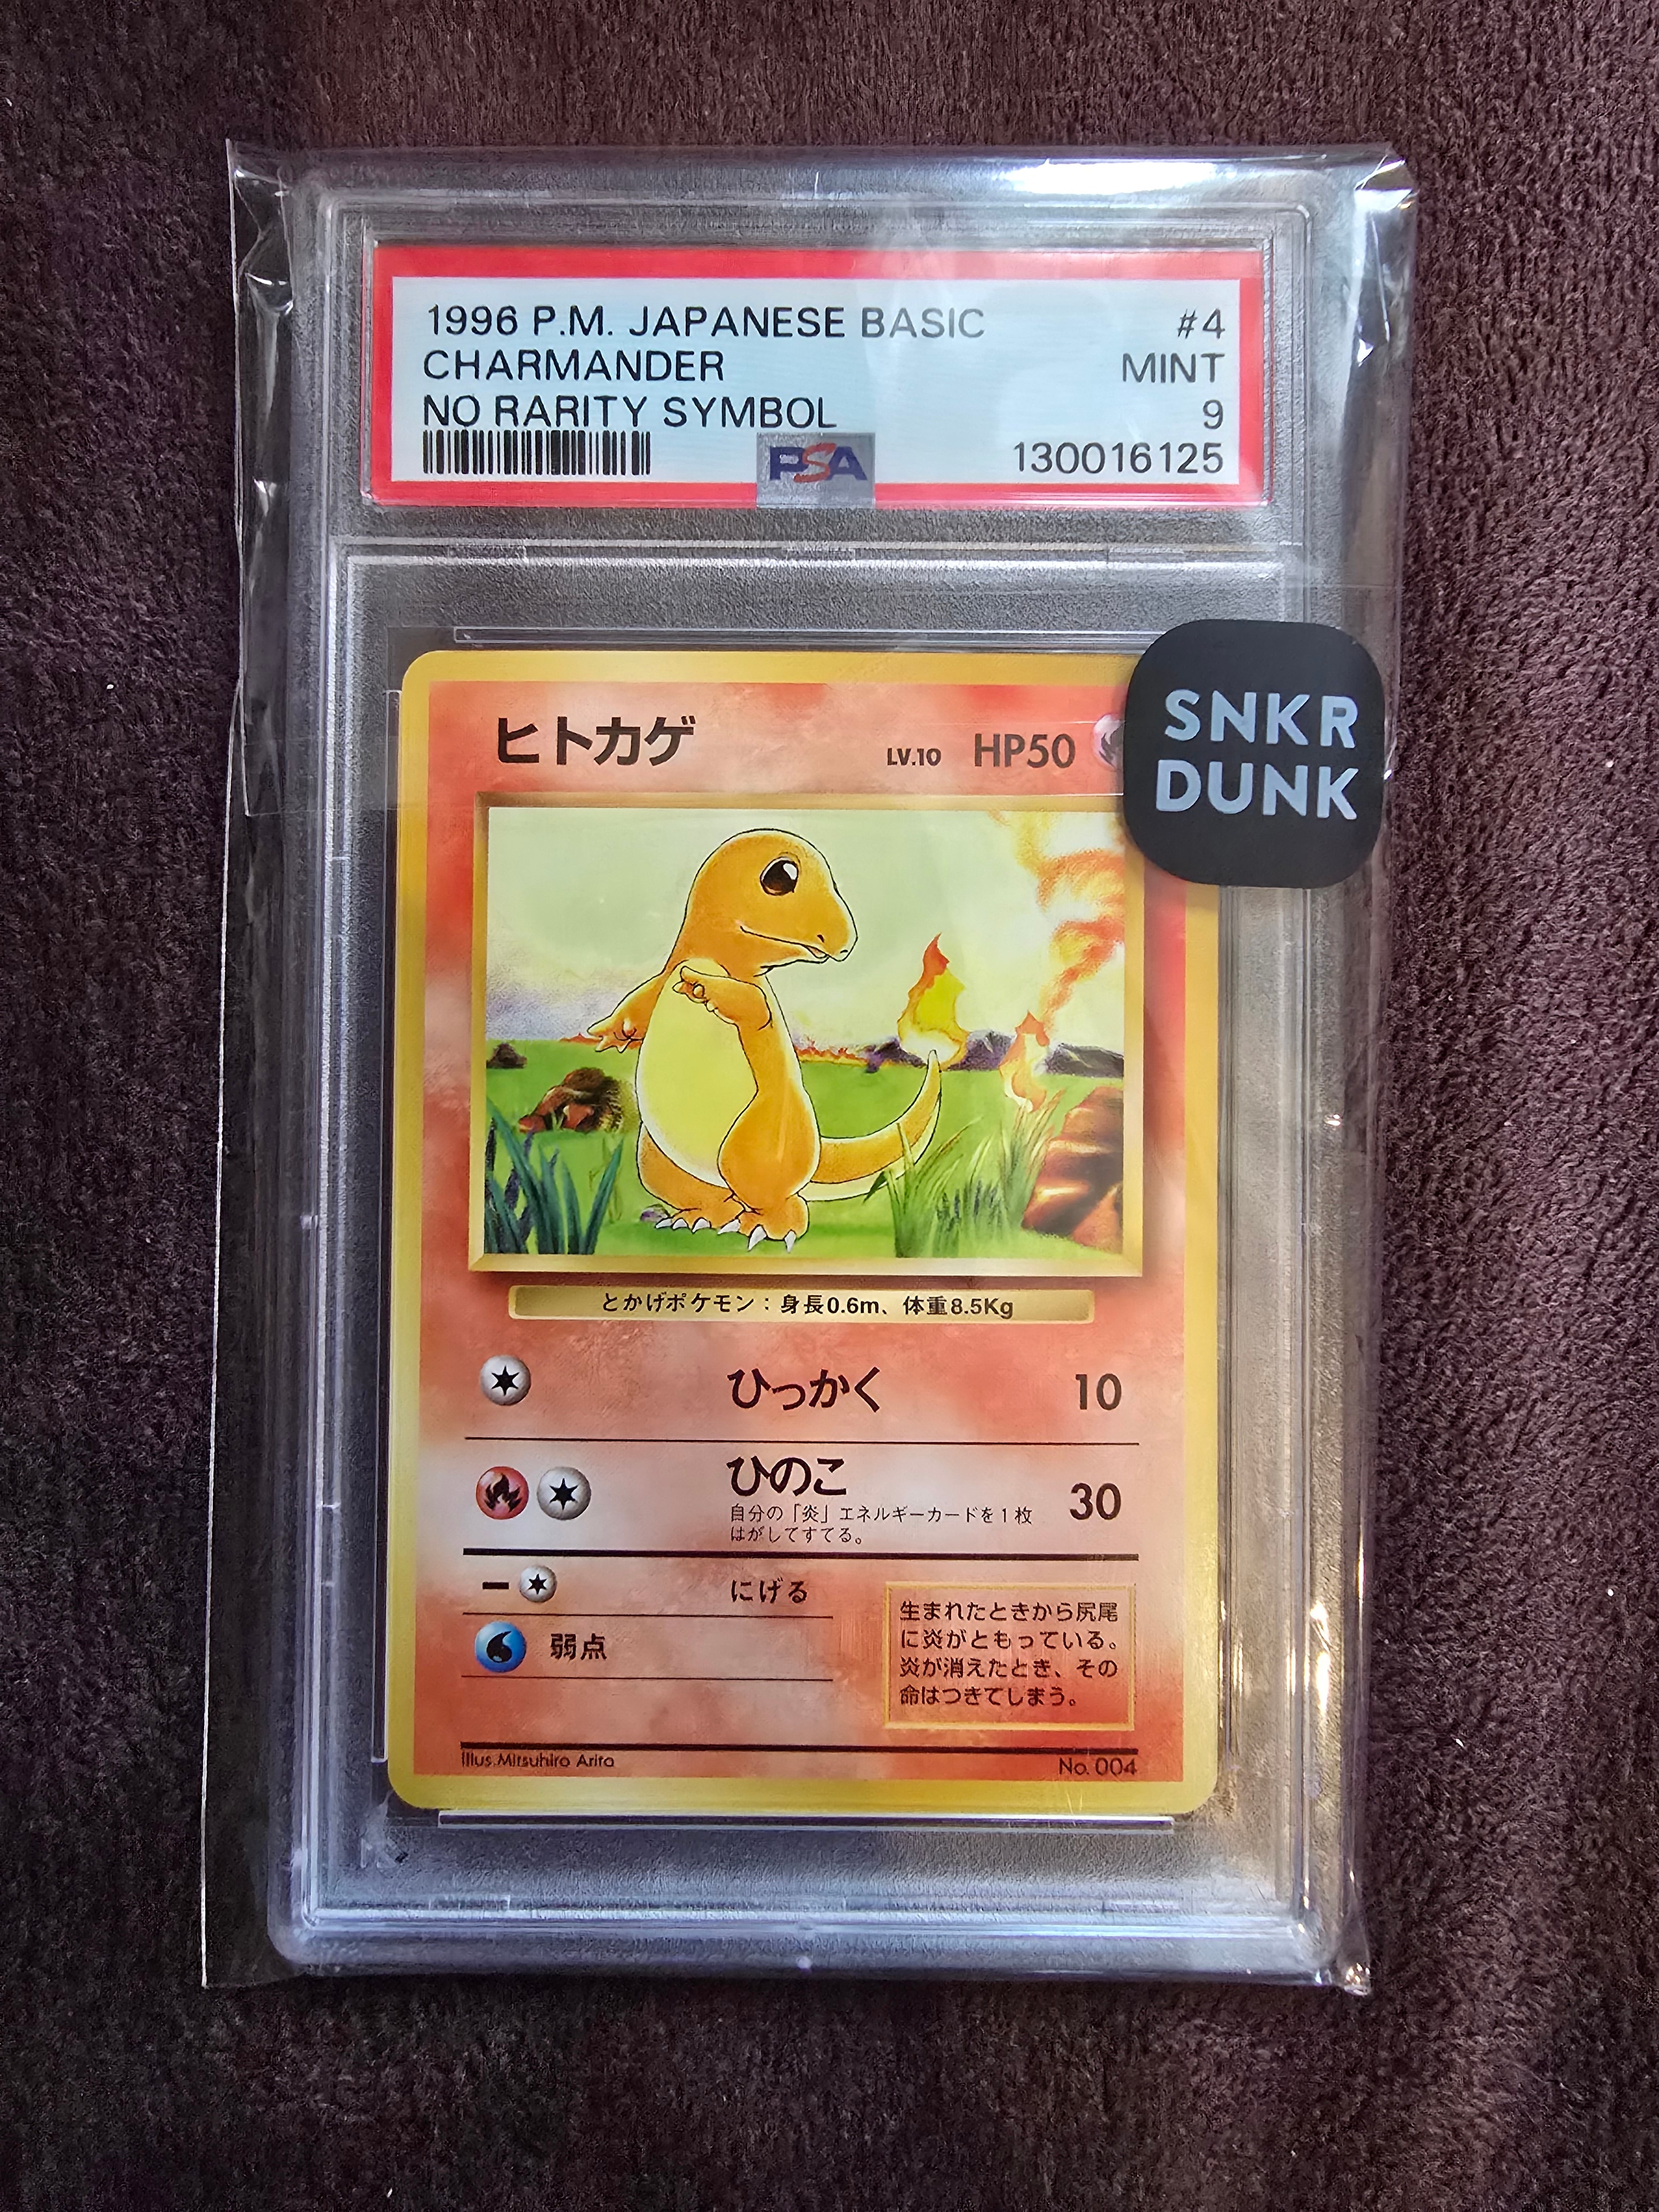 1996 P.M. JAPANESE BASIC #4
CHARMANDER MINT
NO RARITY SYMBOL 9
PSA 130016125
SNKR
DUNK
ヒトカゲ LV.10 HP50
とかげポケモン：身長0.6m、体重8.5Kg
ひっかく 10
ひのこ 30
自分の「炎」エネルギーカードを1枚
はがしてすてる。
ー にげる
弱点
生まれたときから尻尾
に炎がともっている。
炎が消えたとき、その
命はつきてしまう。
Illus.Mitsuhiro Arita No. 004